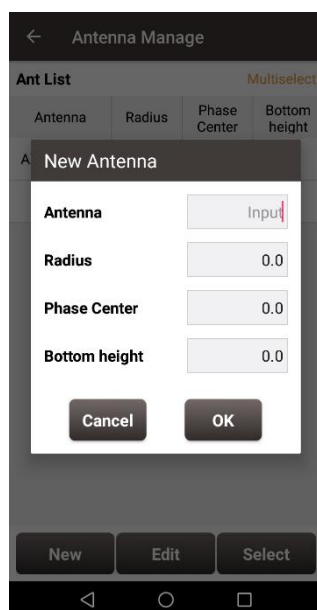 Antenna Manage
Ant List Multiselect
Antenna Radius Phase Center Bottom height
A
New Antenna
Antenna Input
Radius 0.0
Phase Center 0.0
Bottom height 0.0
Cancel OK
New Edit Select